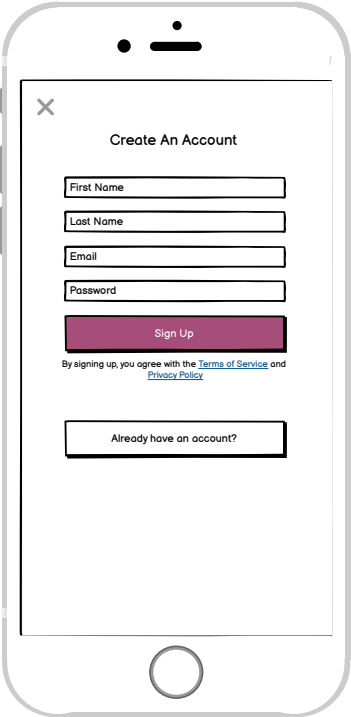 Create An Account
First Name
Last Name
Email
Password
Sign Up
By signing up, you agree with the Terms of Service and
Privacy Policy
Already have an account?